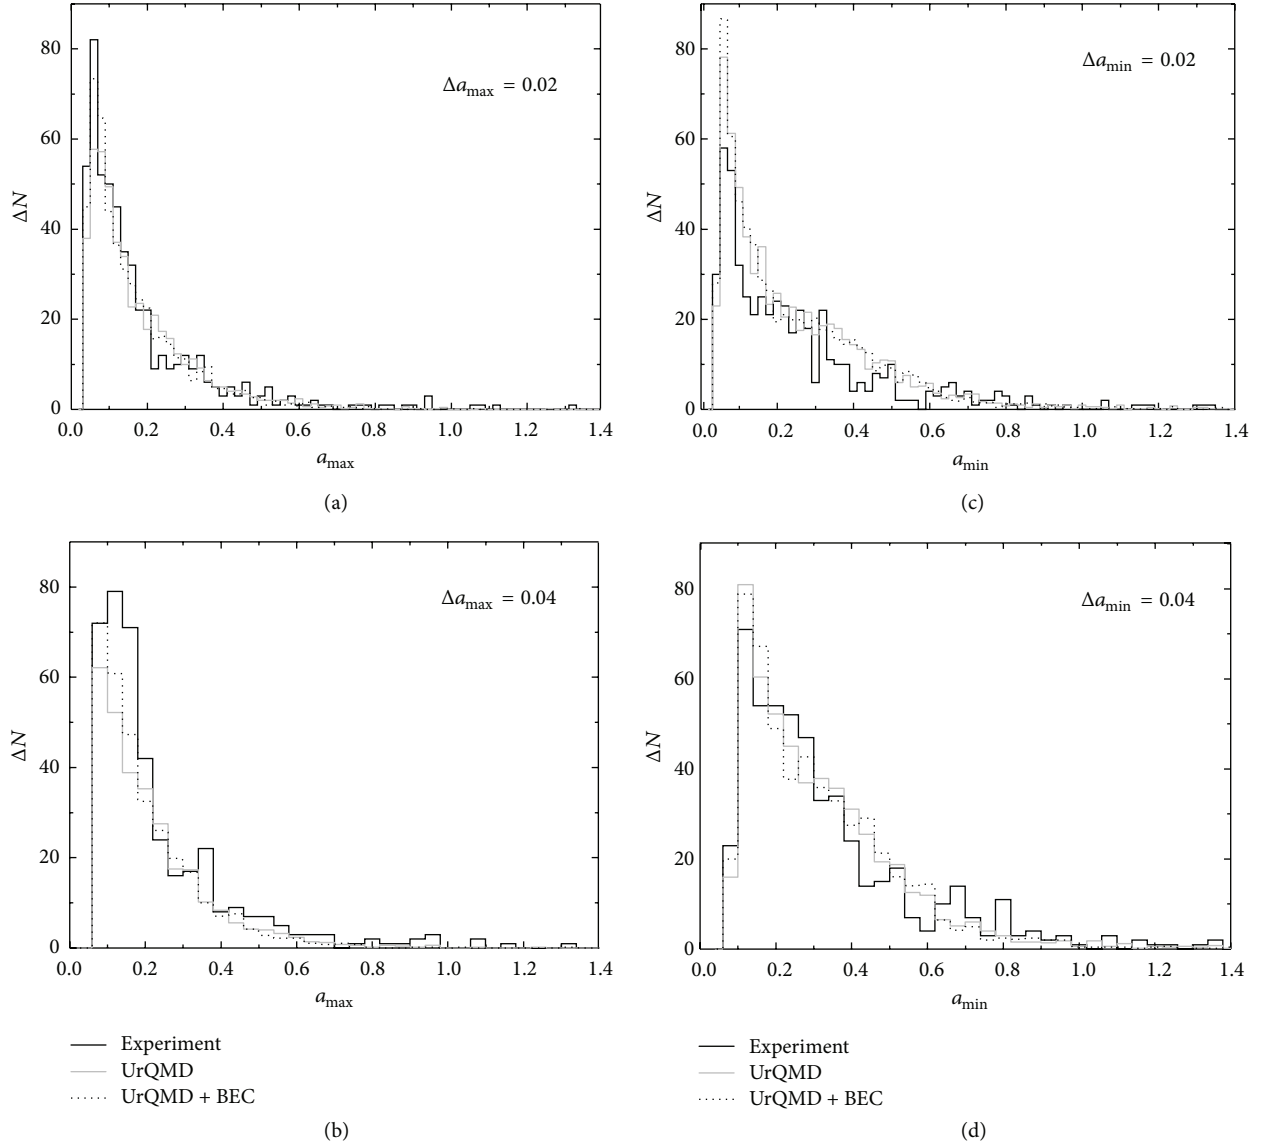 Δa_max = 0.02
80
60
40
20
0
ΔN
0.0 0.2 0.4 0.6 0.8 1.0 1.2 1.4
a_max
(a)
Δa_min = 0.02
80
60
40
20
0
ΔN
0.0 0.2 0.4 0.6 0.8 1.0 1.2 1.4
a_min
(c)
Δa_max = 0.04
80
60
40
20
0
ΔN
0.0 0.2 0.4 0.6 0.8 1.0 1.2 1.4
a_max
Experiment
UrQMD
UrQMD + BEC
(b)
Δa_min = 0.04
80
60
40
20
0
ΔN
0.0 0.2 0.4 0.6 0.8 1.0 1.2 1.4
a_min
Experiment
UrQMD
UrQMD + BEC
(d)